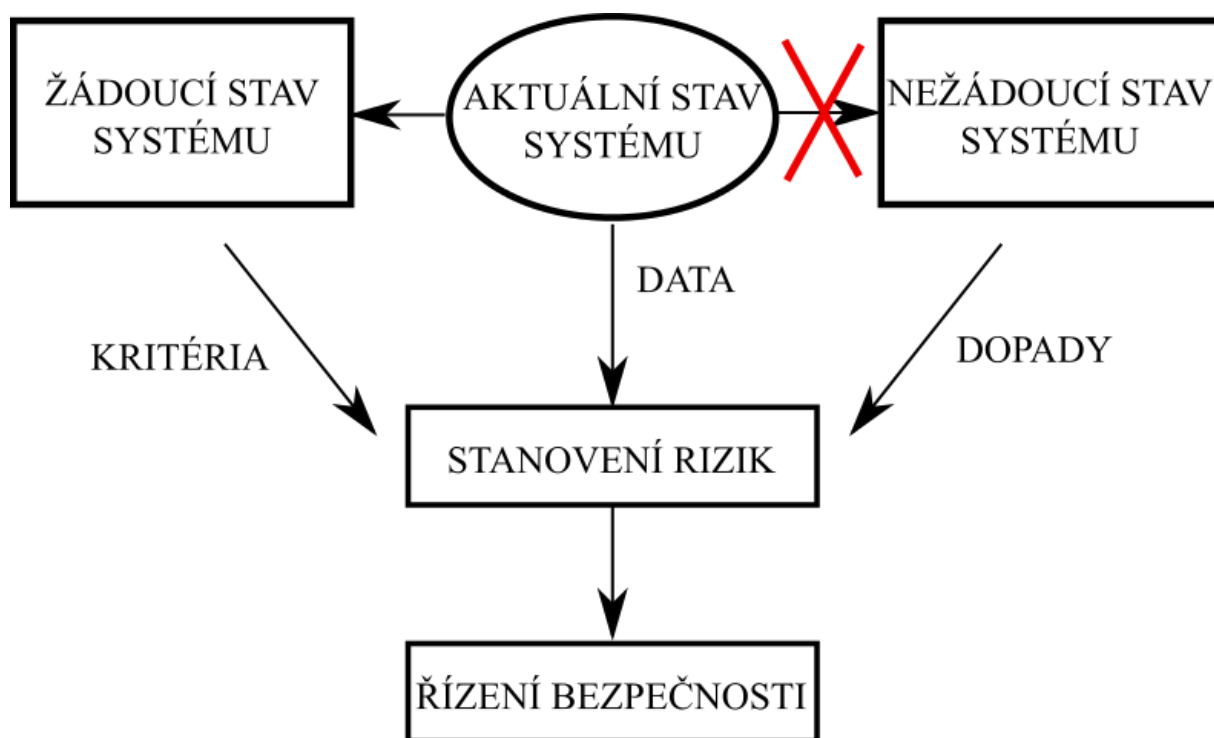 ŽÁDOUCÍ STAV
SYSTÉMU
AKTUÁLNÍ STAV
SYSTÉMU
NEŽÁDOUCÍ STAV
SYSTÉMU
KRITÉRIA
DATA
DOPADY
STANOVENÍ RIZIK
ŘÍZENÍ BEZPEČNOSTI